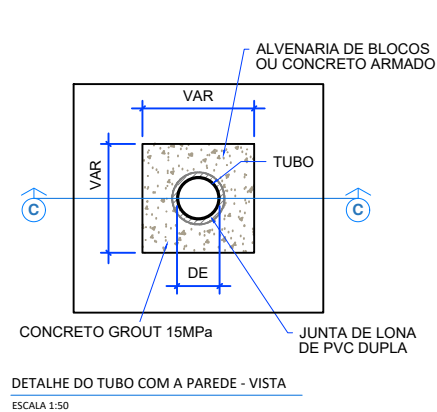 ALVENARIA DE BLOCOS
OU CONCRETO ARMADO
VAR
VAR
TUBO
C
C
DE
CONCRETO GROUT 15MPa
JUNTA DE LONA
DE PVC DUPLA
DETALHE DO TUBO COM A PAREDE - VISTA
ESCALA 1:50